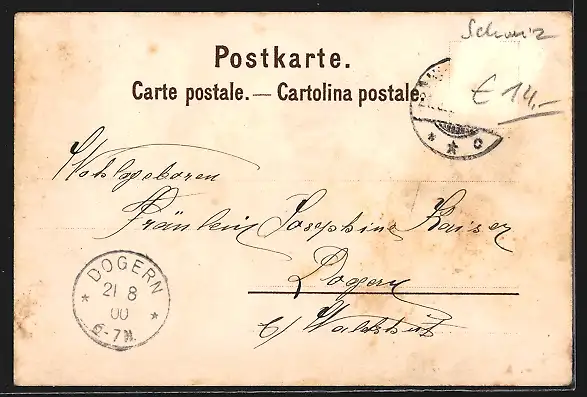 Schweiz
Postkarte.
€ 14,-
Carte postale. — Cartolina postale.
Wohlgeboren
Fräulein Josephine Kaiser
Dogern
b/ Waldshut
DOGERN
21 8
00
6-7N.